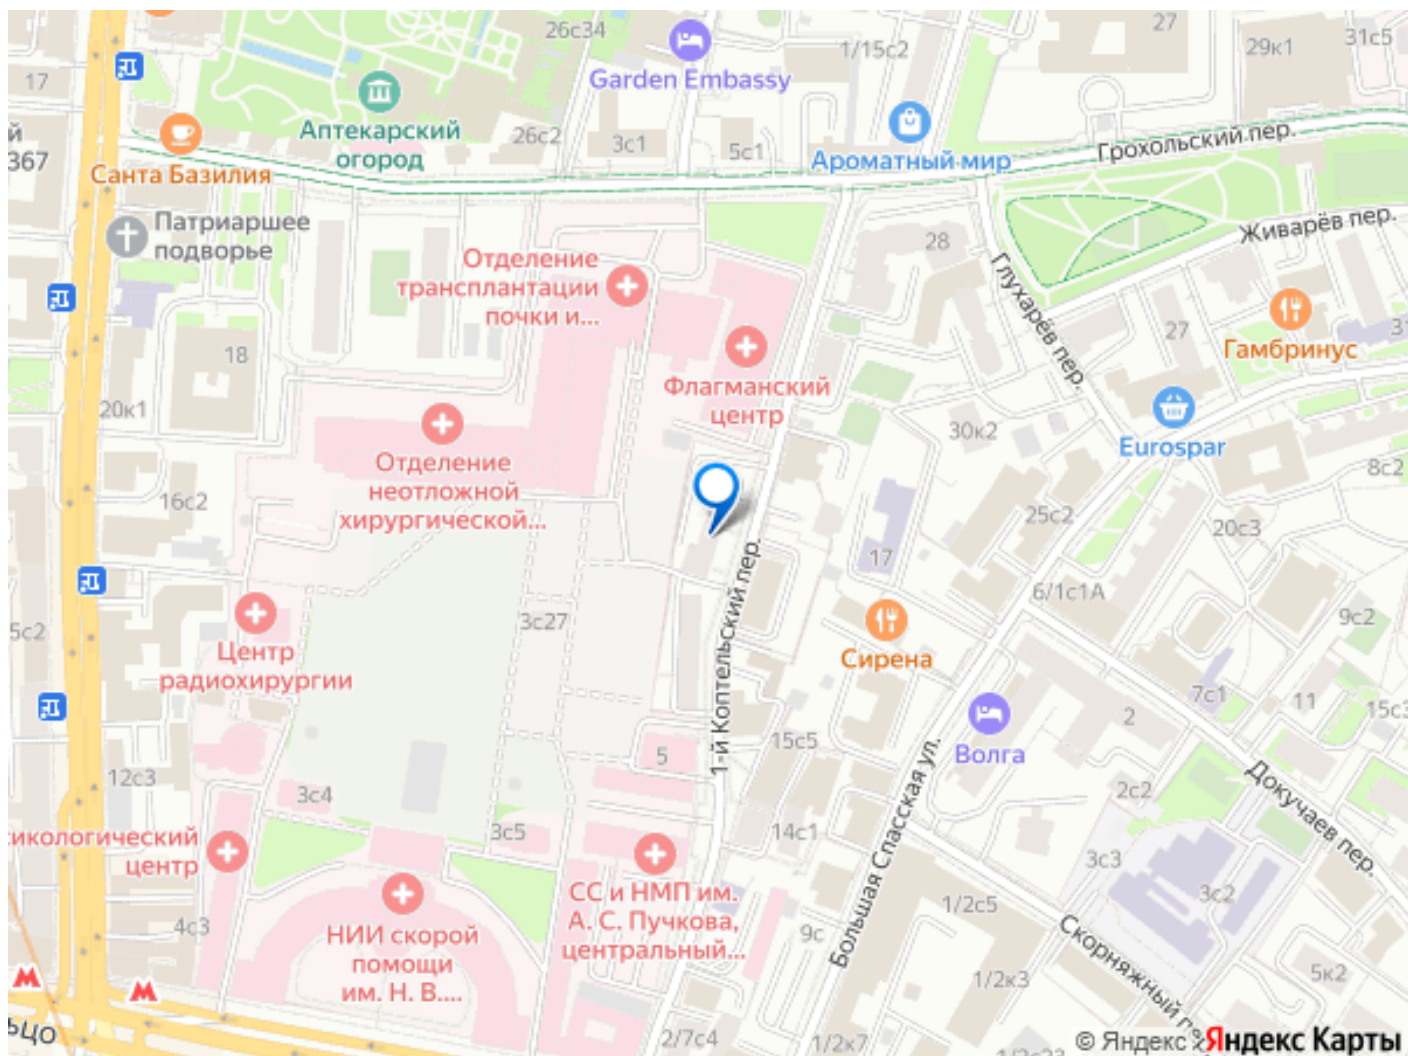 26с34
1/15с2
27
29к1
31с5
17
Garden Embassy
Аптекарский
огород
26с2
3с1
5с1
Ароматный мир
Грохольский пер.
й
367
Санта Базилия
Патриаршее
подворье
28
Живарёв пер.
Отделение
трансплантации
почки и...
Глухарёв пер.
27
31
Гамбринус
18
Флагманский
центр
20к1
30к2
Eurospar
Отделение
неотложной
хирургической...
8с2
16с2
25с2
20с3
17
1-й Коптельский пер.
6/1с1А
9с2
5с2
3с27
Центр
радиохирургии
Сирена
7с1
11
2
15с3
Волга
15с5
5
12с3
3с4
2с2
Докучаев пер.
3с5
14с1
Большая Спасская ул.
сикологический
центр
3с3
3с2
СС и НМП им.
А. С. Пучкова,
центральный...
1/2с5
4с3
НИИ скорой
помощи
им. Н. В....
9с
Скорняжный п
5к2
1/2к3
ьцо
2/7с4
1/2к7
© Яндекс
Яндекс Карты